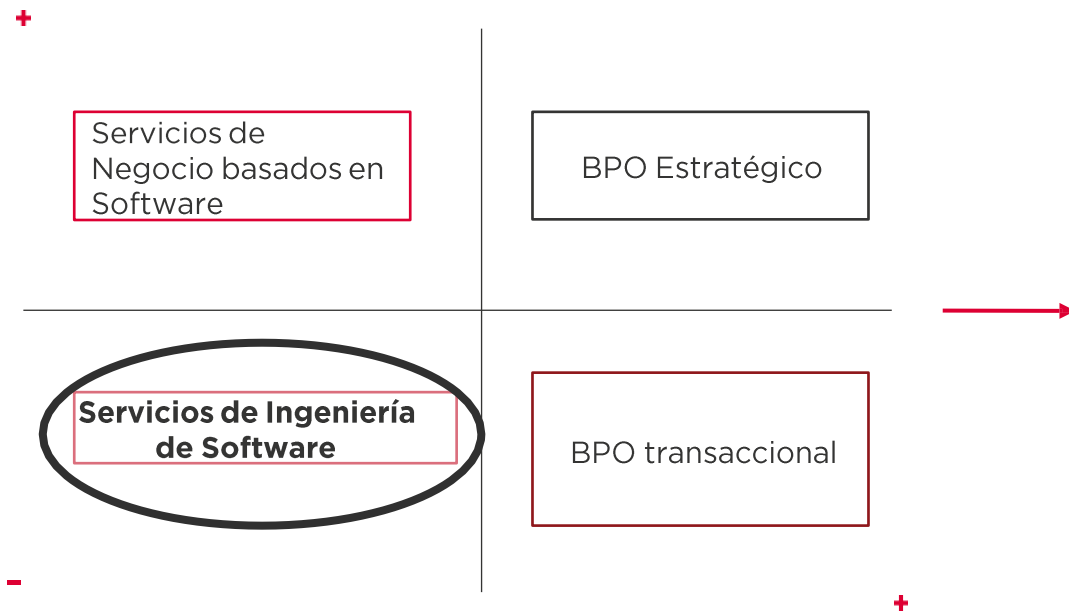 +
Servicios de
Negocio basados en
Software
BPO Estratégico
Servicios de Ingeniería
de Software
BPO transaccional
-
+